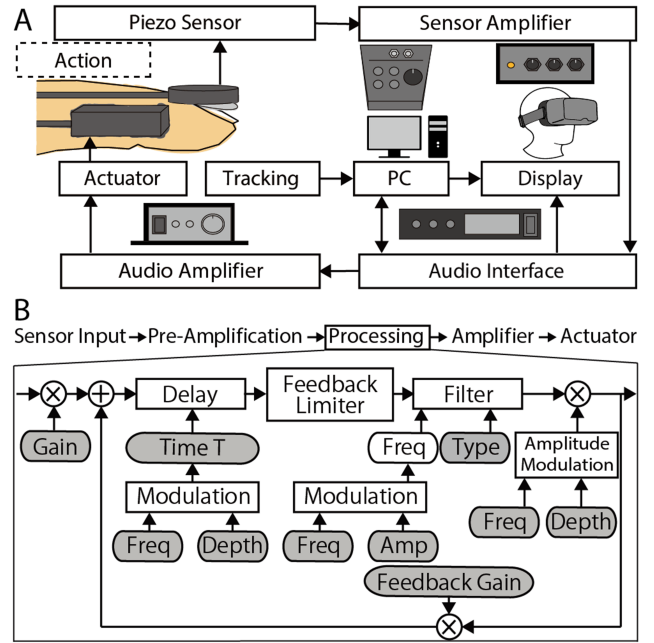 A
Piezo Sensor
Sensor Amplifier
Action
Actuator
Tracking
PC
Display
Audio Amplifier
Audio Interface
B
Sensor Input
Pre-Amplification
Processing
Amplifier
Actuator
Delay
Feedback
Limiter
Filter
Gain
Time T
Freq
Type
Amplitude
Modulation
Modulation
Modulation
Freq
Depth
Freq
Amp
Freq
Depth
Feedback Gain